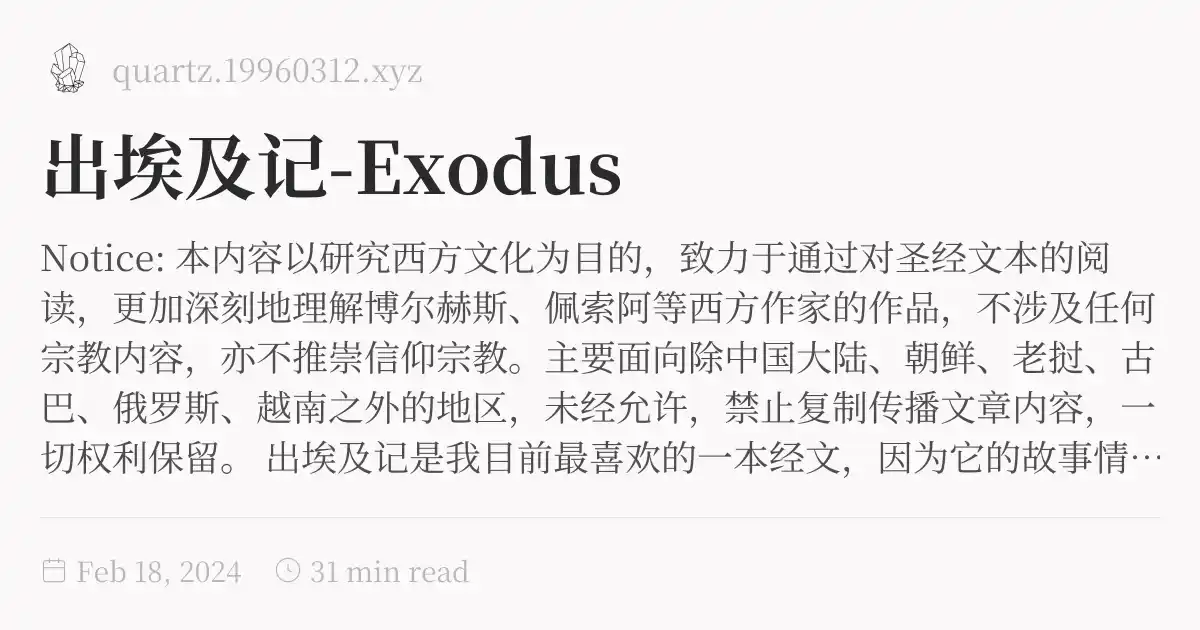 quartz.19960312.xyz
出埃及记-Exodus
Notice: 本内容以研究西方文化为目的，致力于通过对圣经文本的阅
读，更加深刻地理解博尔赫斯、佩索阿等西方作家的作品，不涉及任何
宗教内容，亦不推崇信仰宗教。主要面向除中国大陆、朝鲜、老挝、古
巴、俄罗斯、越南之外的地区，未经允许，禁止复制传播文章内容，一
切权利保留。 出埃及记是我目前最喜欢的一本经文，因为它的故事情…
Feb 18, 2024 31 min read